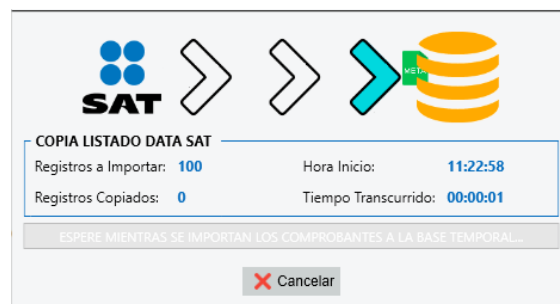 META
SAT
COPIA LISTADO DATA SAT
Registros a Importar: 100 Hora Inicio: 11:22:58
Registros Copiados: 0 Tiempo Transcurrido: 00:00:01
ESPERE MIENTRAS SE IMPORTAN LOS COMPROBANTES A LA BASE TEMPORAL...
Cancelar